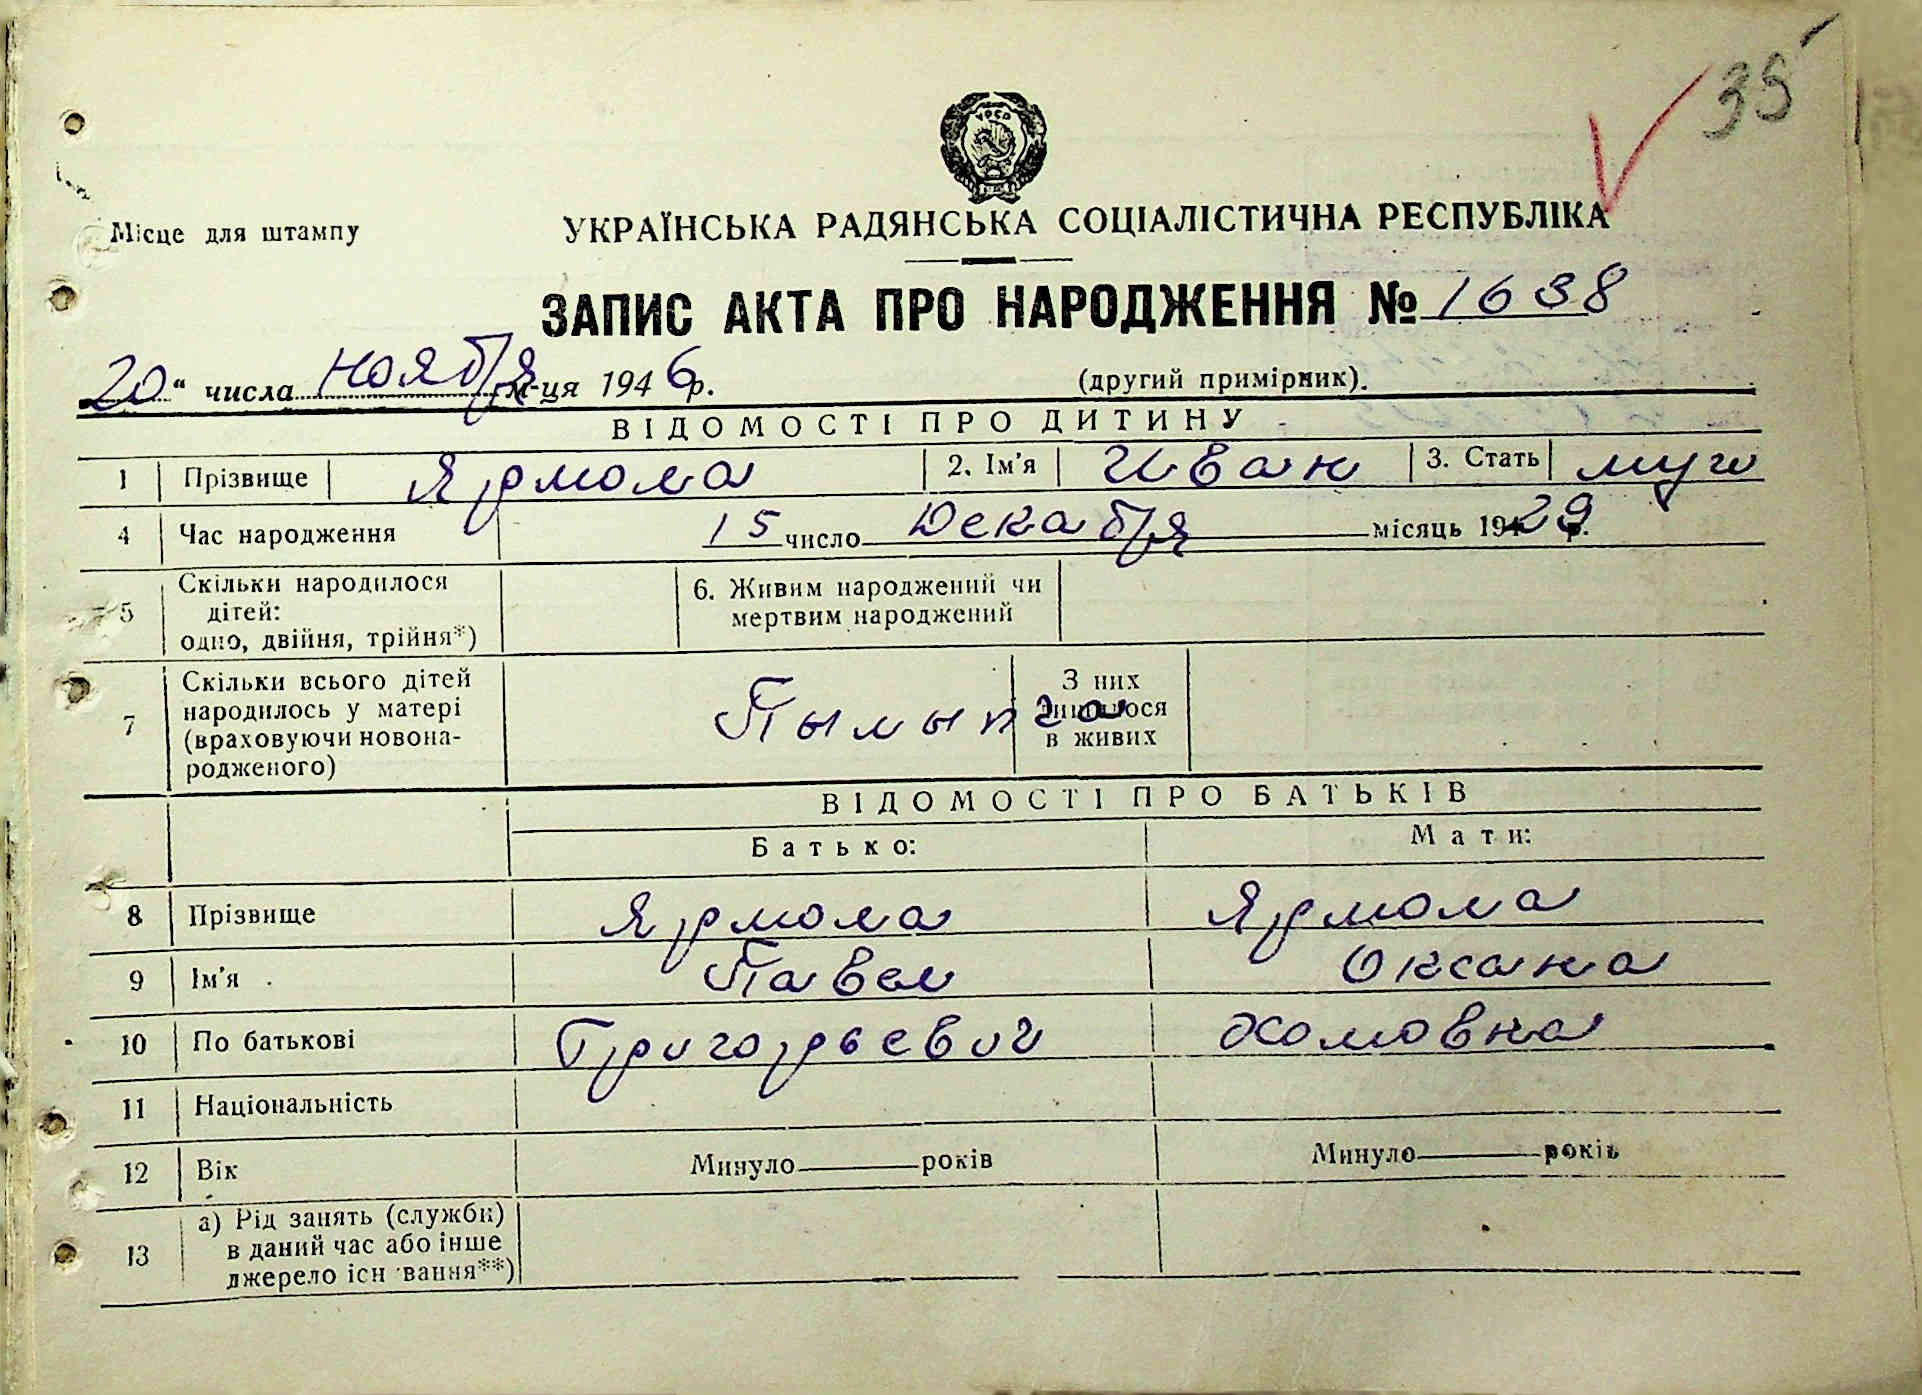 35
УРСР
Місце для штампу
УКРАЇНСЬКА РАДЯНСЬКА СОЦІАЛІСТИЧНА РЕСПУБЛІКА
ЗАПИС АКТА ПРО НАРОДЖЕННЯ № 1638
20 " числа ноября м-ця 1946 р. (другий примірник).
ВІДОМОСТІ ПРО ДИТИНУ
1 Прізвище Ярмола 2. Ім'я Иван 3. Стать муж
4 Час народження 15 число Декабря місяць 1929 р.
5 Скільки народилося
дітей:
одно, двійня, трійня*)
6. Живим народжений чи
мертвим народжений
7 Скільки всього дітей
народилось у матері
(враховуючи новона-
родженого)
З них
лишилося
в живих
ВІДОМОСТІ ПРО БАТЬКІВ
Батько: Мати:
8 Прізвище Ярмола Ярмола
9 Ім'я Павел Оксана
10 По батькові Григорьевич Хомовна
11 Національність
12 Вік Минуло років Минуло років
13 а) Рід занять (служби)
в даний час або інше
джерело існування**)